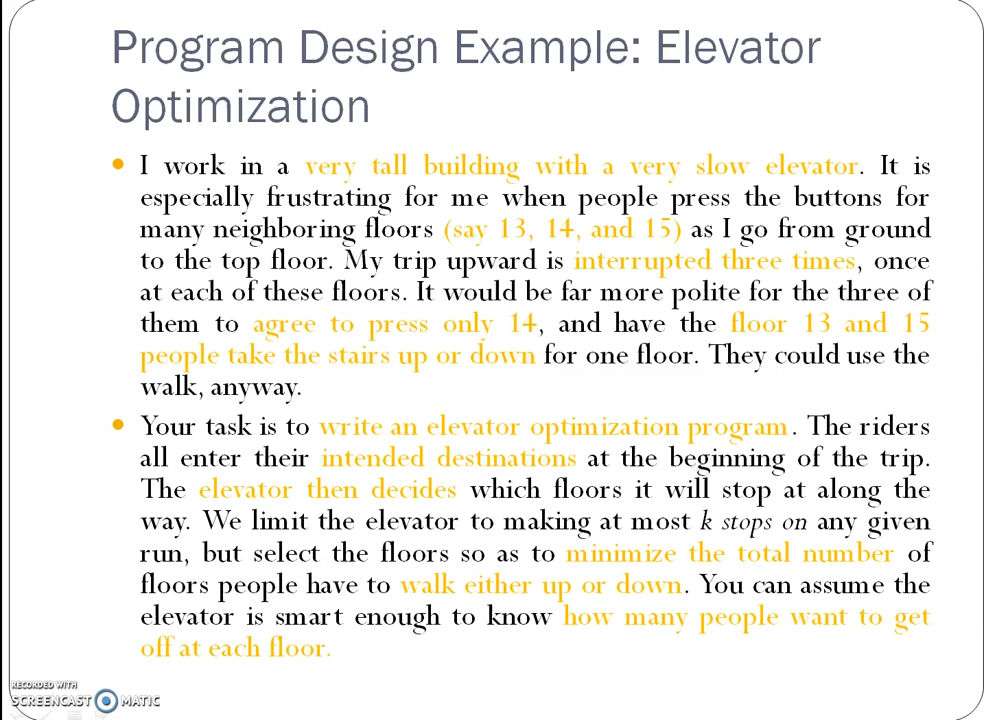 Program Design Example: Elevator
Optimization
• I work in a very tall building with a very slow elevator. It is
especially frustrating for me when people press the buttons for
many neighboring floors (say 13, 14, and 15) as I go from ground
to the top floor. My trip upward is interrupted three times, once
at each of these floors. It would be far more polite for the three of
them to agree to press only 14, and have the floor 13 and 15
people take the stairs up or down for one floor. They could use the
walk, anyway.
• Your task is to write an elevator optimization program. The riders
all enter their intended destinations at the beginning of the trip.
The elevator then decides which floors it will stop at along the
way. We limit the elevator to making at most k stops on any given
run, but select the floors so as to minimize the total number of
floors people have to walk either up or down. You can assume the
elevator is smart enough to know how many people want to get
off at each floor.
RECORDED WITH
SCREENCAST MATIC